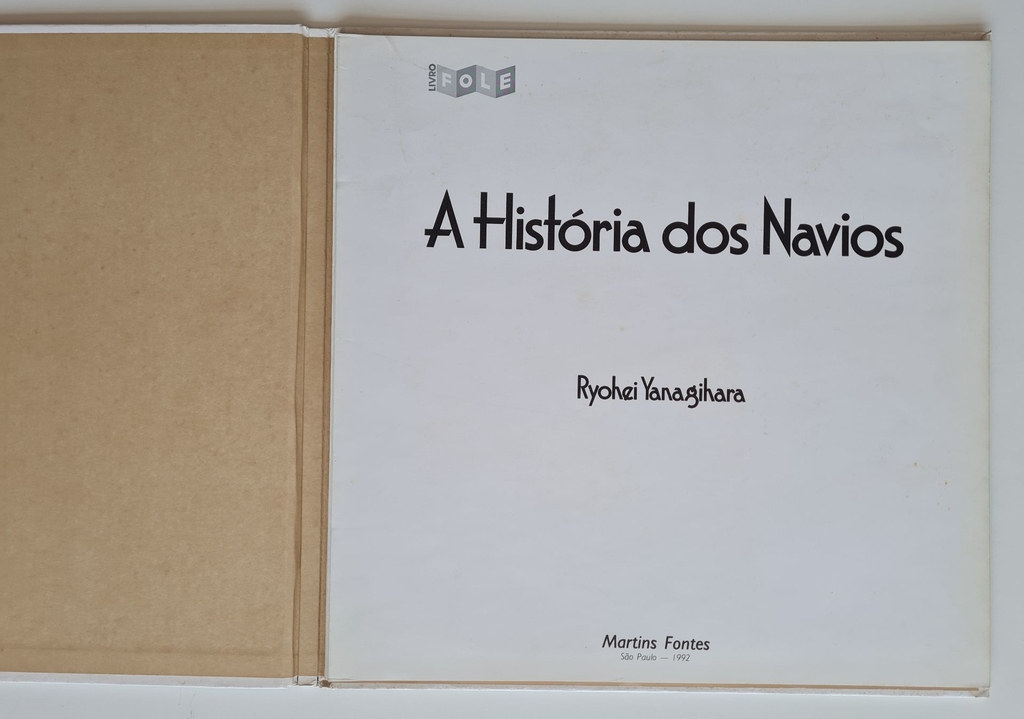 LIVRO FOLE
A História dos Navios
Ryohei Yanagihara
Martins Fontes
São Paulo — 1992